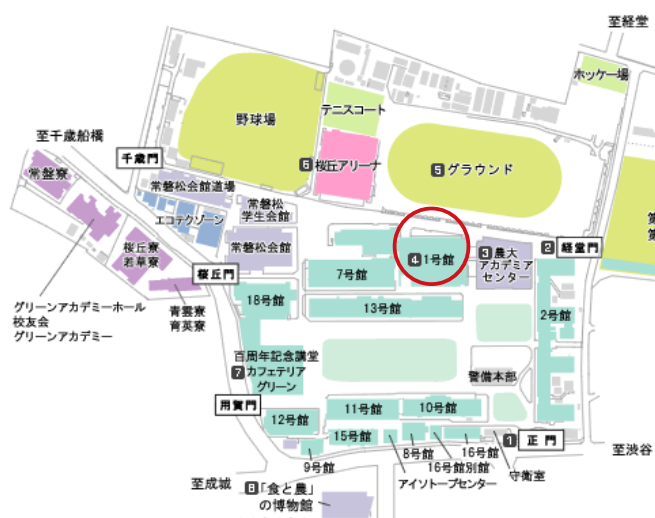 至経堂
ホッケー場
テニスコート
野球場
至千歳船橋
千歳門
6 桜丘アリーナ
5 グラウンド
常盤寮
常磐松会館道場
エコテクゾーン
常磐松
学生会館
常磐松会館
桜丘寮
若草寮
桜丘門
4 1号館
3 農大
アカデミア
センター
2 経堂門
7号館
グリーンアカデミーホール
校友会
グリーンアカデミー
青雲寮
育英寮
18号館
13号館
2号館
百周年記念講堂
7 カフェテリア
グリーン
警備本部
用賀門
12号館
11号館
10号館
15号館
8号館
16号館
16号館別館
アイソトープセンター
9号館
1 正門
守衛室
至渋谷
至成城
8 「食と農」
の博物館